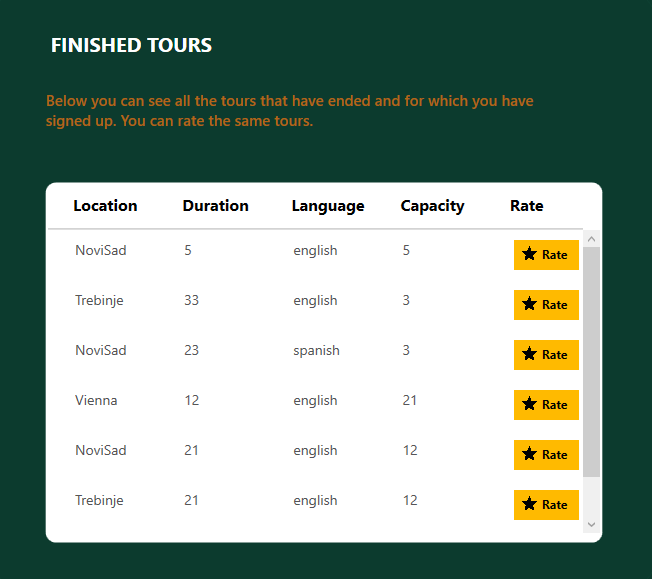 FINISHED TOURS
Below you can see all the tours that have ended and for which you have
signed up. You can rate the same tours.
Location Duration Language Capacity Rate
NoviSad 5 english 5 Rate
Trebinje 33 english 3 Rate
NoviSad 23 spanish 3 Rate
Vienna 12 english 21 Rate
NoviSad 21 english 12 Rate
Trebinje 21 english 12 Rate